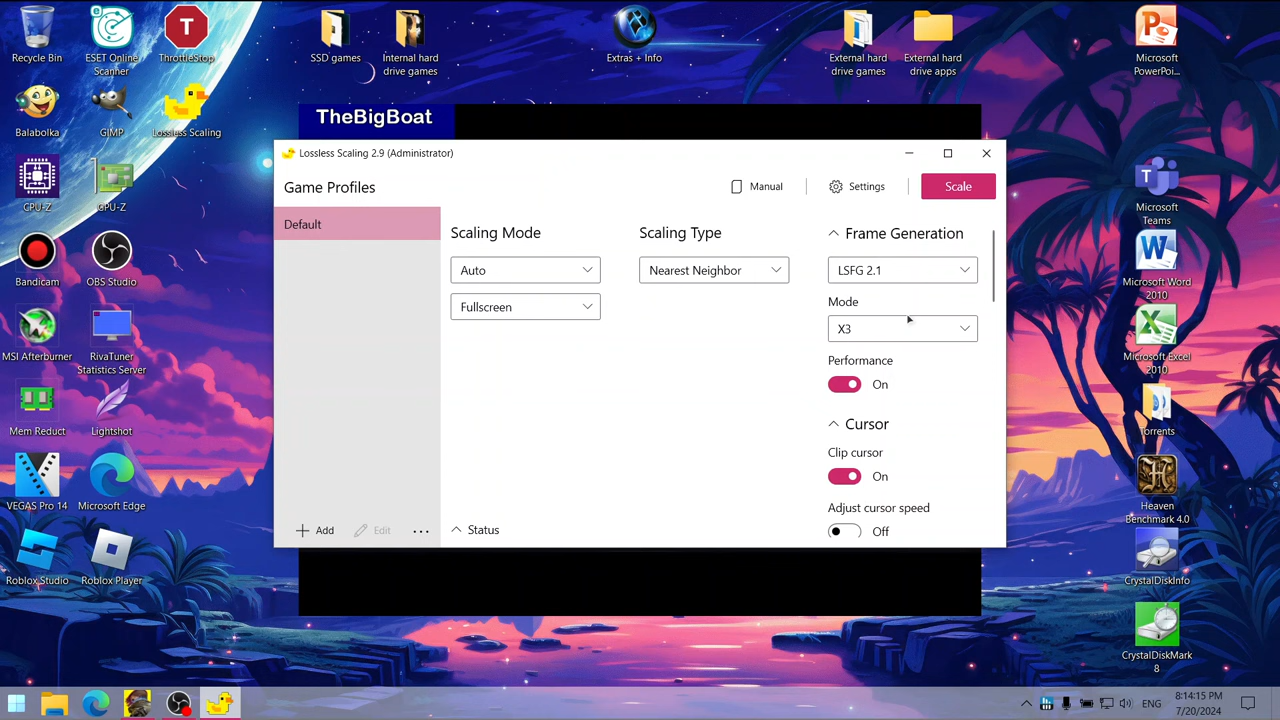 Recycle Bin
ESET Online
Scanner
T
ThrottleStop
SSD games
Internal hard
drive games
Extras + Info
External hard
drive games
External hard
drive apps
Microsoft
PowerPoi...
Balabolka
GIMP
Lossless Scaling
CPU-Z
GPU-Z
Bandicam
OBS Studio
MSI Afterburner
RivaTuner
Statistics Server
Mem Reduct
Lightshot
VEGAS Pro 14
Microsoft Edge
Roblox Studio
Roblox Player
TheBigBoat
Lossless Scaling 2.9 (Administrator)
Game Profiles
Manual
Settings
Scale
Default
Scaling Mode
Auto
Fullscreen
Scaling Type
Nearest Neighbor
Frame Generation
LSFG 2.1
Mode
X3
Performance
On
Cursor
Clip cursor
On
Adjust cursor speed
Off
Add
Edit
...
Status
Microsoft
Teams
Microsoft Word
2010
Microsoft Excel
2010
Torrents
Heaven
Benchmark 4.0
CrystalDiskInfo
CrystalDiskMark
8
ENG
8:14:15 PM
7/20/2024